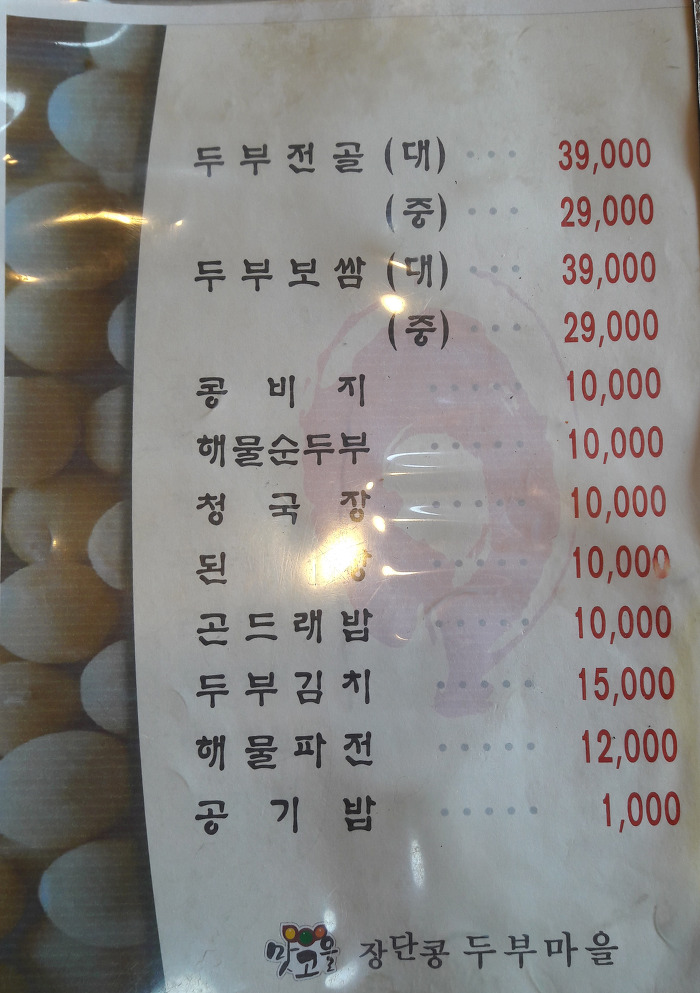 두부전골 (대) ··· 39,000
(중) ··· 29,000
두부보쌈 (대) ··· 39,000
(중) ···· 29,000
콩비지 ····· 10,000
해물순두부 ····· 10,000
청국장 ····· 10,000
된장 ····· 10,000
곤드래밥 ····· 10,000
두부김치 ····· 15,000
해물파전 ····· 12,000
공기밥 ····· 1,000
맛고을 장단콩 두부마을